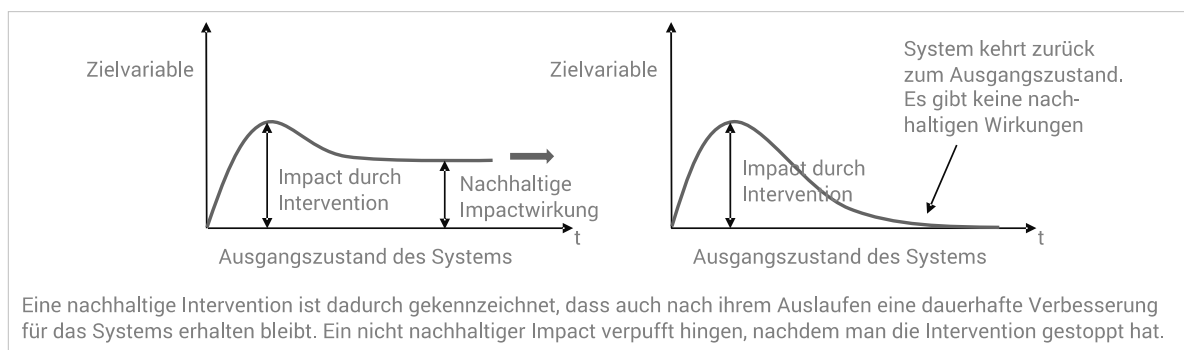 Zielvariable
Impact durch
Intervention
Nachhaltige
Impactwirkung
t
Ausgangszustand des Systems
Zielvariable
System kehrt zurück
zum Ausgangszustand.
Es gibt keine nach-
haltigen Wirkungen
Impact durch
Intervention
t
Ausgangszustand des Systems
Eine nachhaltige Intervention ist dadurch gekennzeichnet, dass auch nach ihrem Auslaufen eine dauerhafte Verbesserung
für das Systems erhalten bleibt. Ein nicht nachhaltiger Impact verpufft hingen, nachdem man die Intervention gestoppt hat.